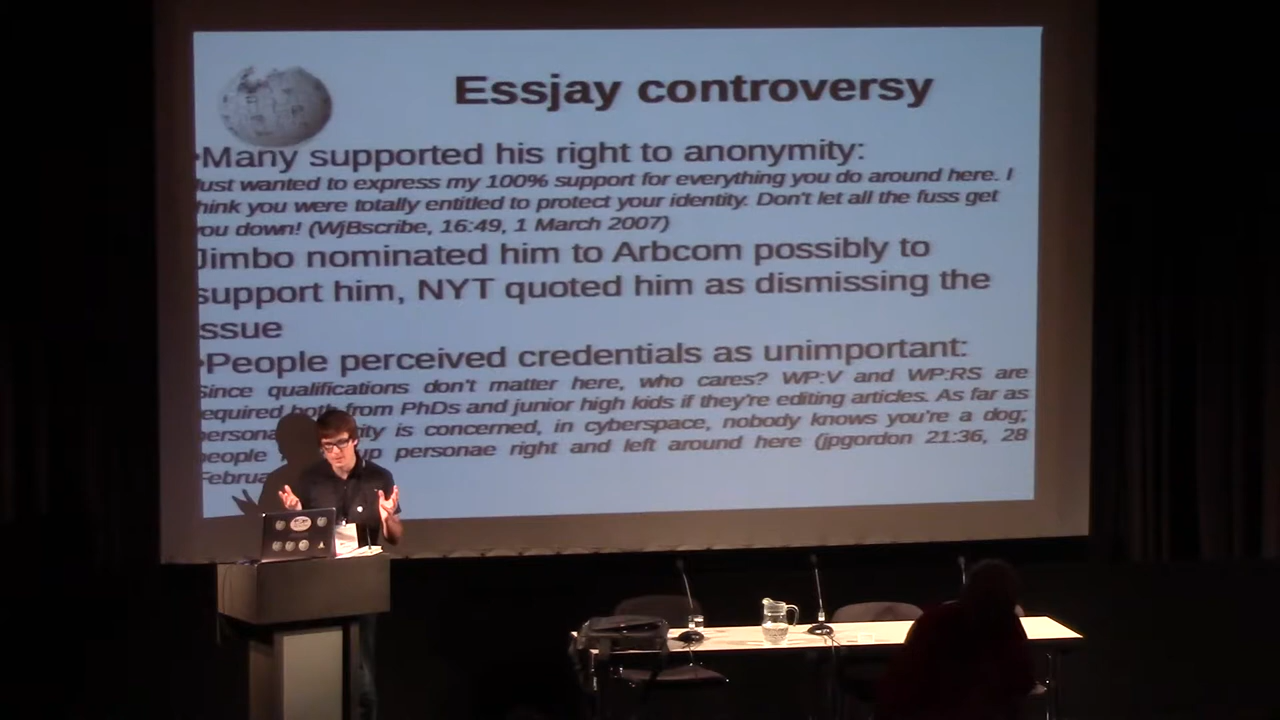 Essjay controversy
•Many supported his right to anonymity:
ust wanted to express my 100% support for everything you do around here. I
hink you were totally entitled to protect your identity. Don't let all the fuss get
you down! (WjBscribe, 16:49, 1 March 2007)
Jimbo nominated him to Arbcom possibly to
support him, NYT quoted him as dismissing the
ssue
•People perceived credentials as unimportant:
Since qualifications don't matter here, who cares? WP:V and WP:RS are
equired both from PhDs and junior high kids if they're editing articles. As far as
persona ity is concerned, in cyberspace, nobody knows you're a dog;
people up personae right and left around here (jpgordon 21:36, 28
Februa